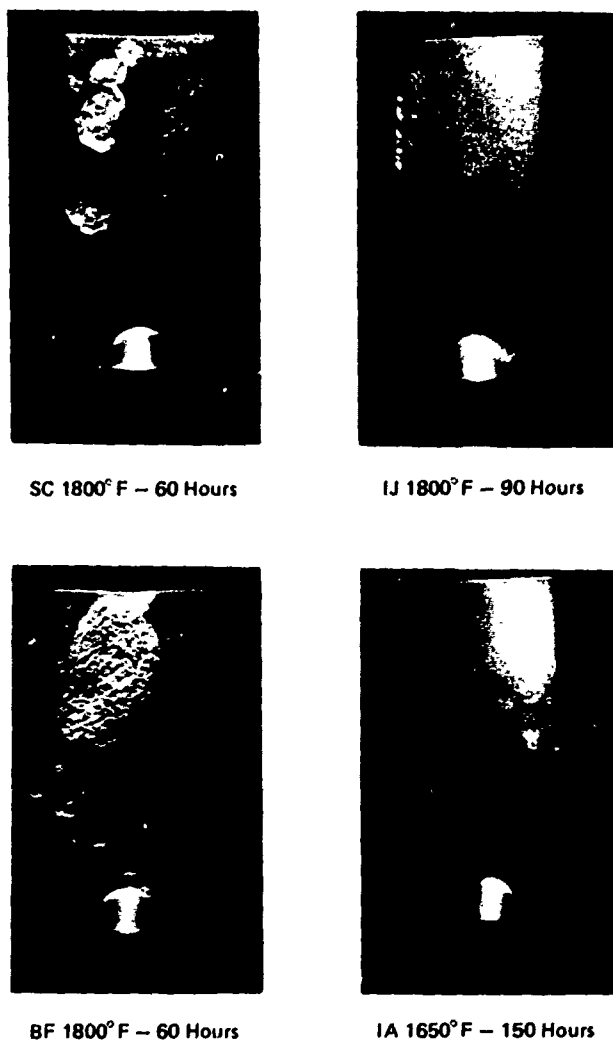 SC 1800° F – 60 Hours
IJ 1800° F – 90 Hours
BF 1800° F – 60 Hours
IA 1650° F – 150 Hours